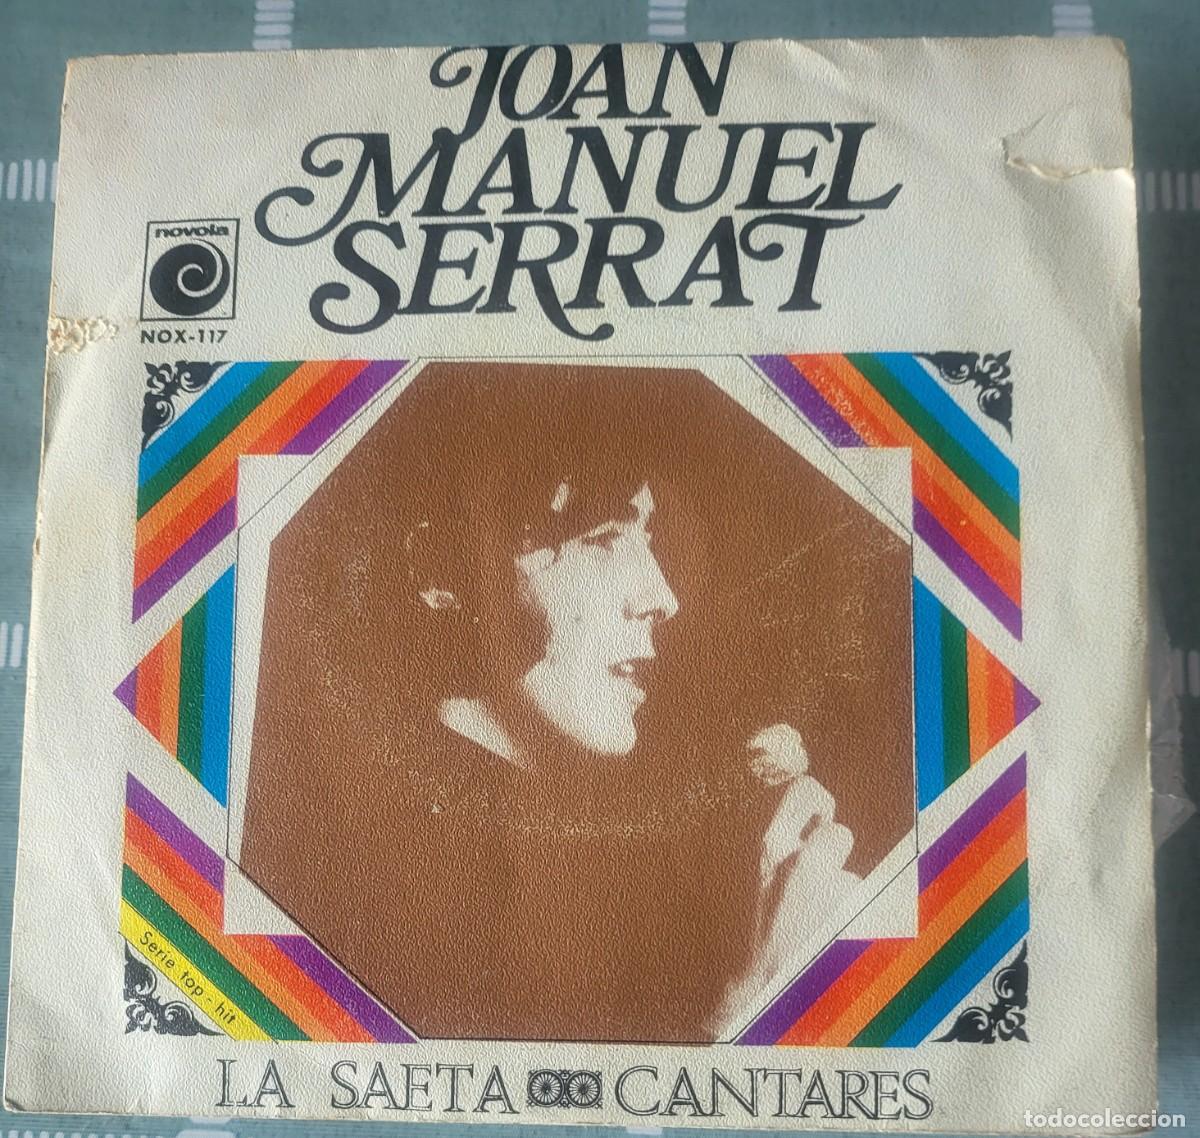 JOAN
MANUEL
SERRAT
novola
NOX-117
Serie top-hit
LA SAETA CANTARES
todocoleccion